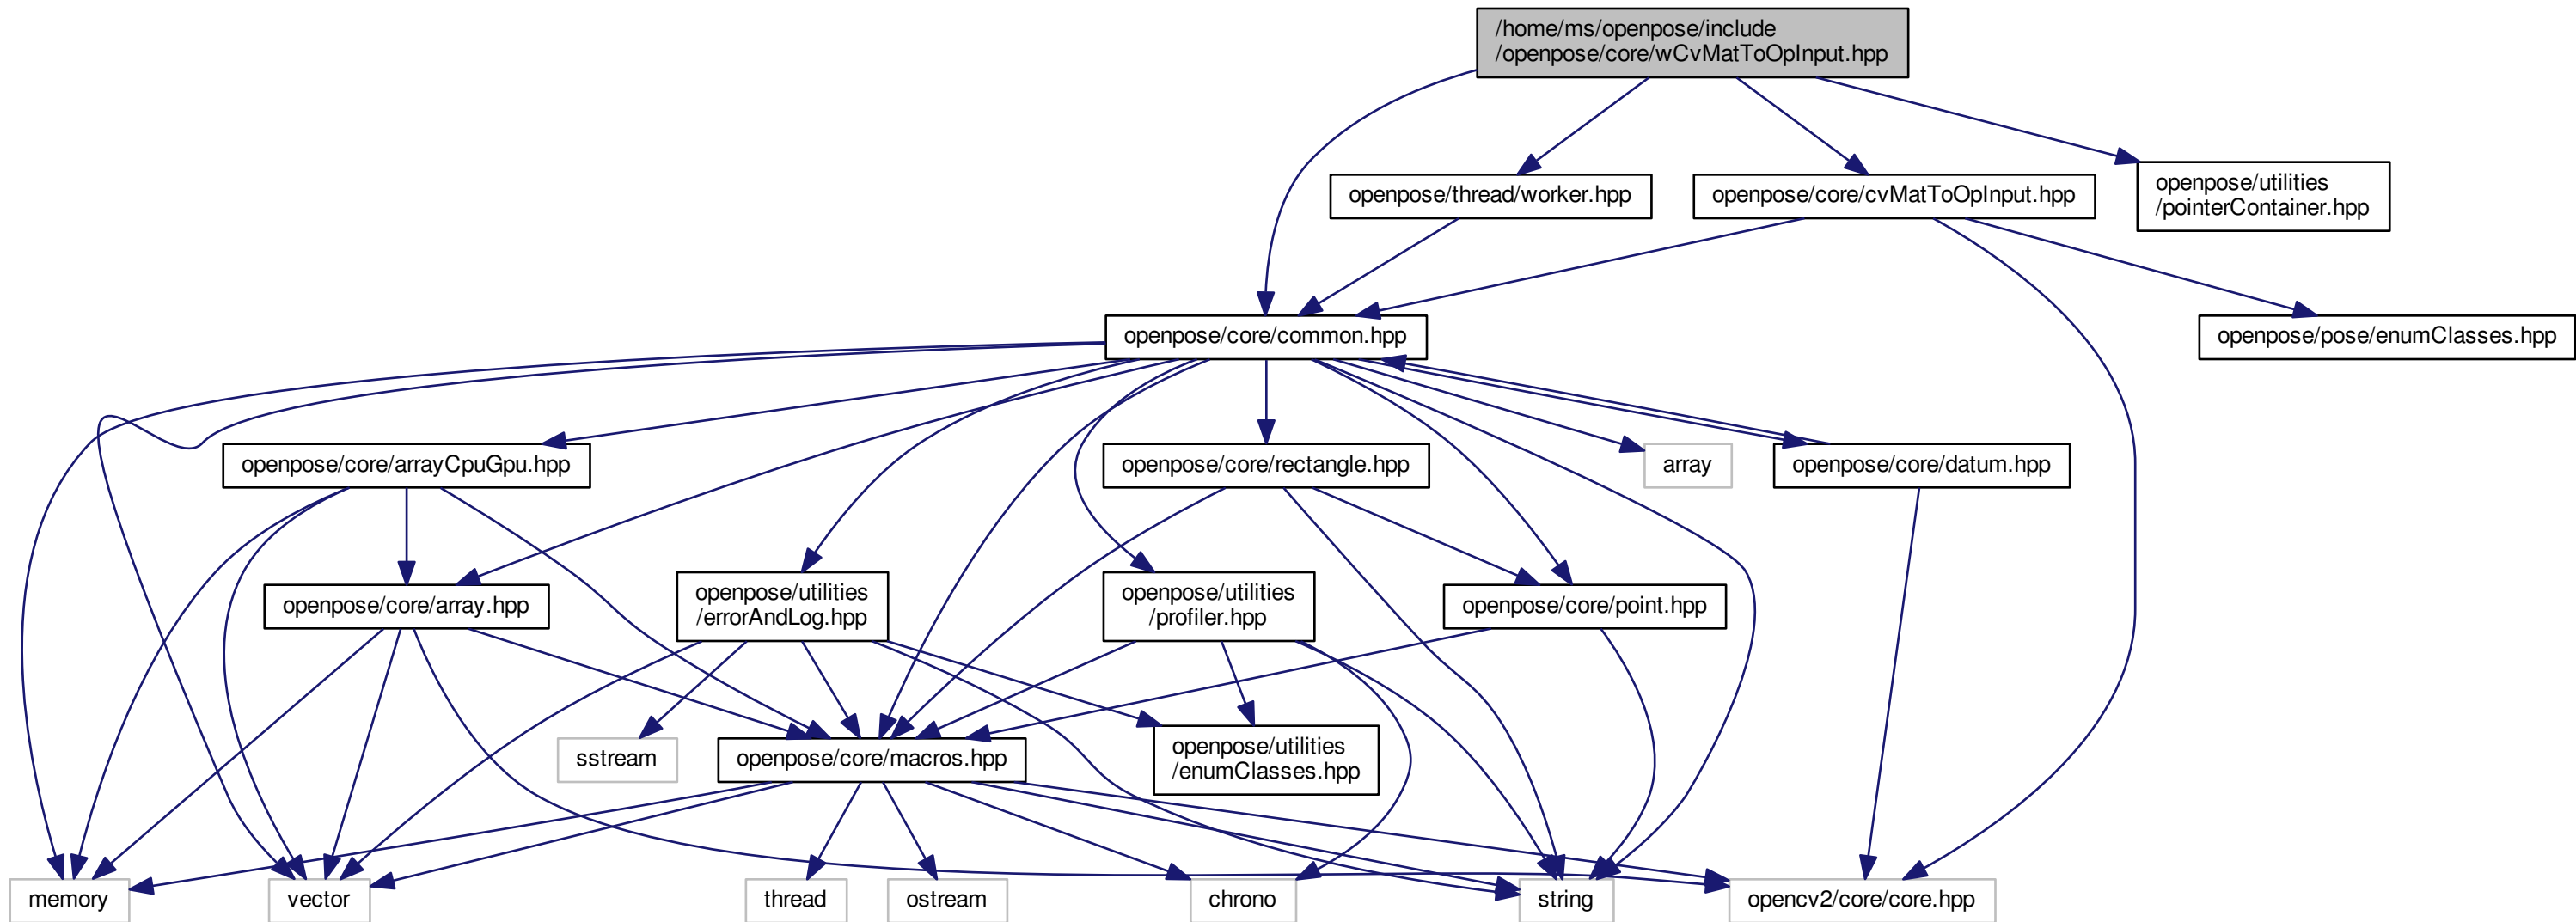 /home/ms/openpose/include
/openpose/core/wCvMatToOpInput.hpp
openpose/thread/worker.hpp
openpose/core/cvMatToOpInput.hpp
openpose/utilities
/pointerContainer.hpp
openpose/core/common.hpp
openpose/pose/enumClasses.hpp
openpose/core/arrayCpuGpu.hpp
openpose/core/rectangle.hpp
array
openpose/core/datum.hpp
openpose/core/array.hpp
openpose/utilities
/errorAndLog.hpp
openpose/utilities
/profiler.hpp
openpose/core/point.hpp
sstream
openpose/core/macros.hpp
openpose/utilities
/enumClasses.hpp
memory
vector
thread
ostream
chrono
string
opencv2/core/core.hpp